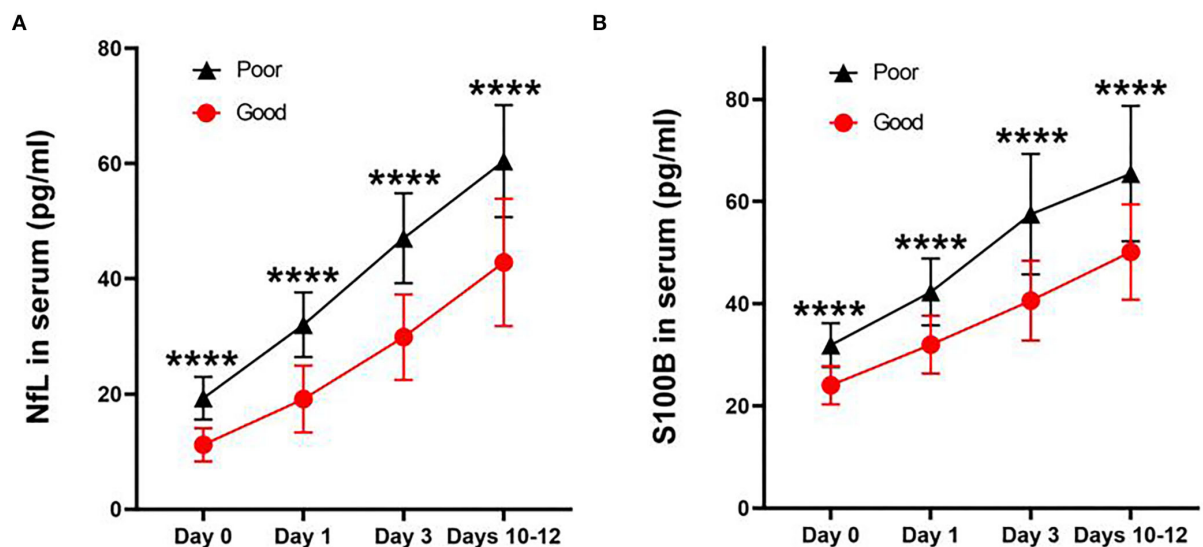 A
NfL in serum (pg/ml)
80
60
40
20
0
Poor
Good
****
****
****
****
Day 0 Day 1 Day 3 Days 10-12
B
S100B in serum (pg/ml)
80
60
40
20
0
Poor
Good
****
****
****
****
Day 0 Day 1 Day 3 Days 10-12